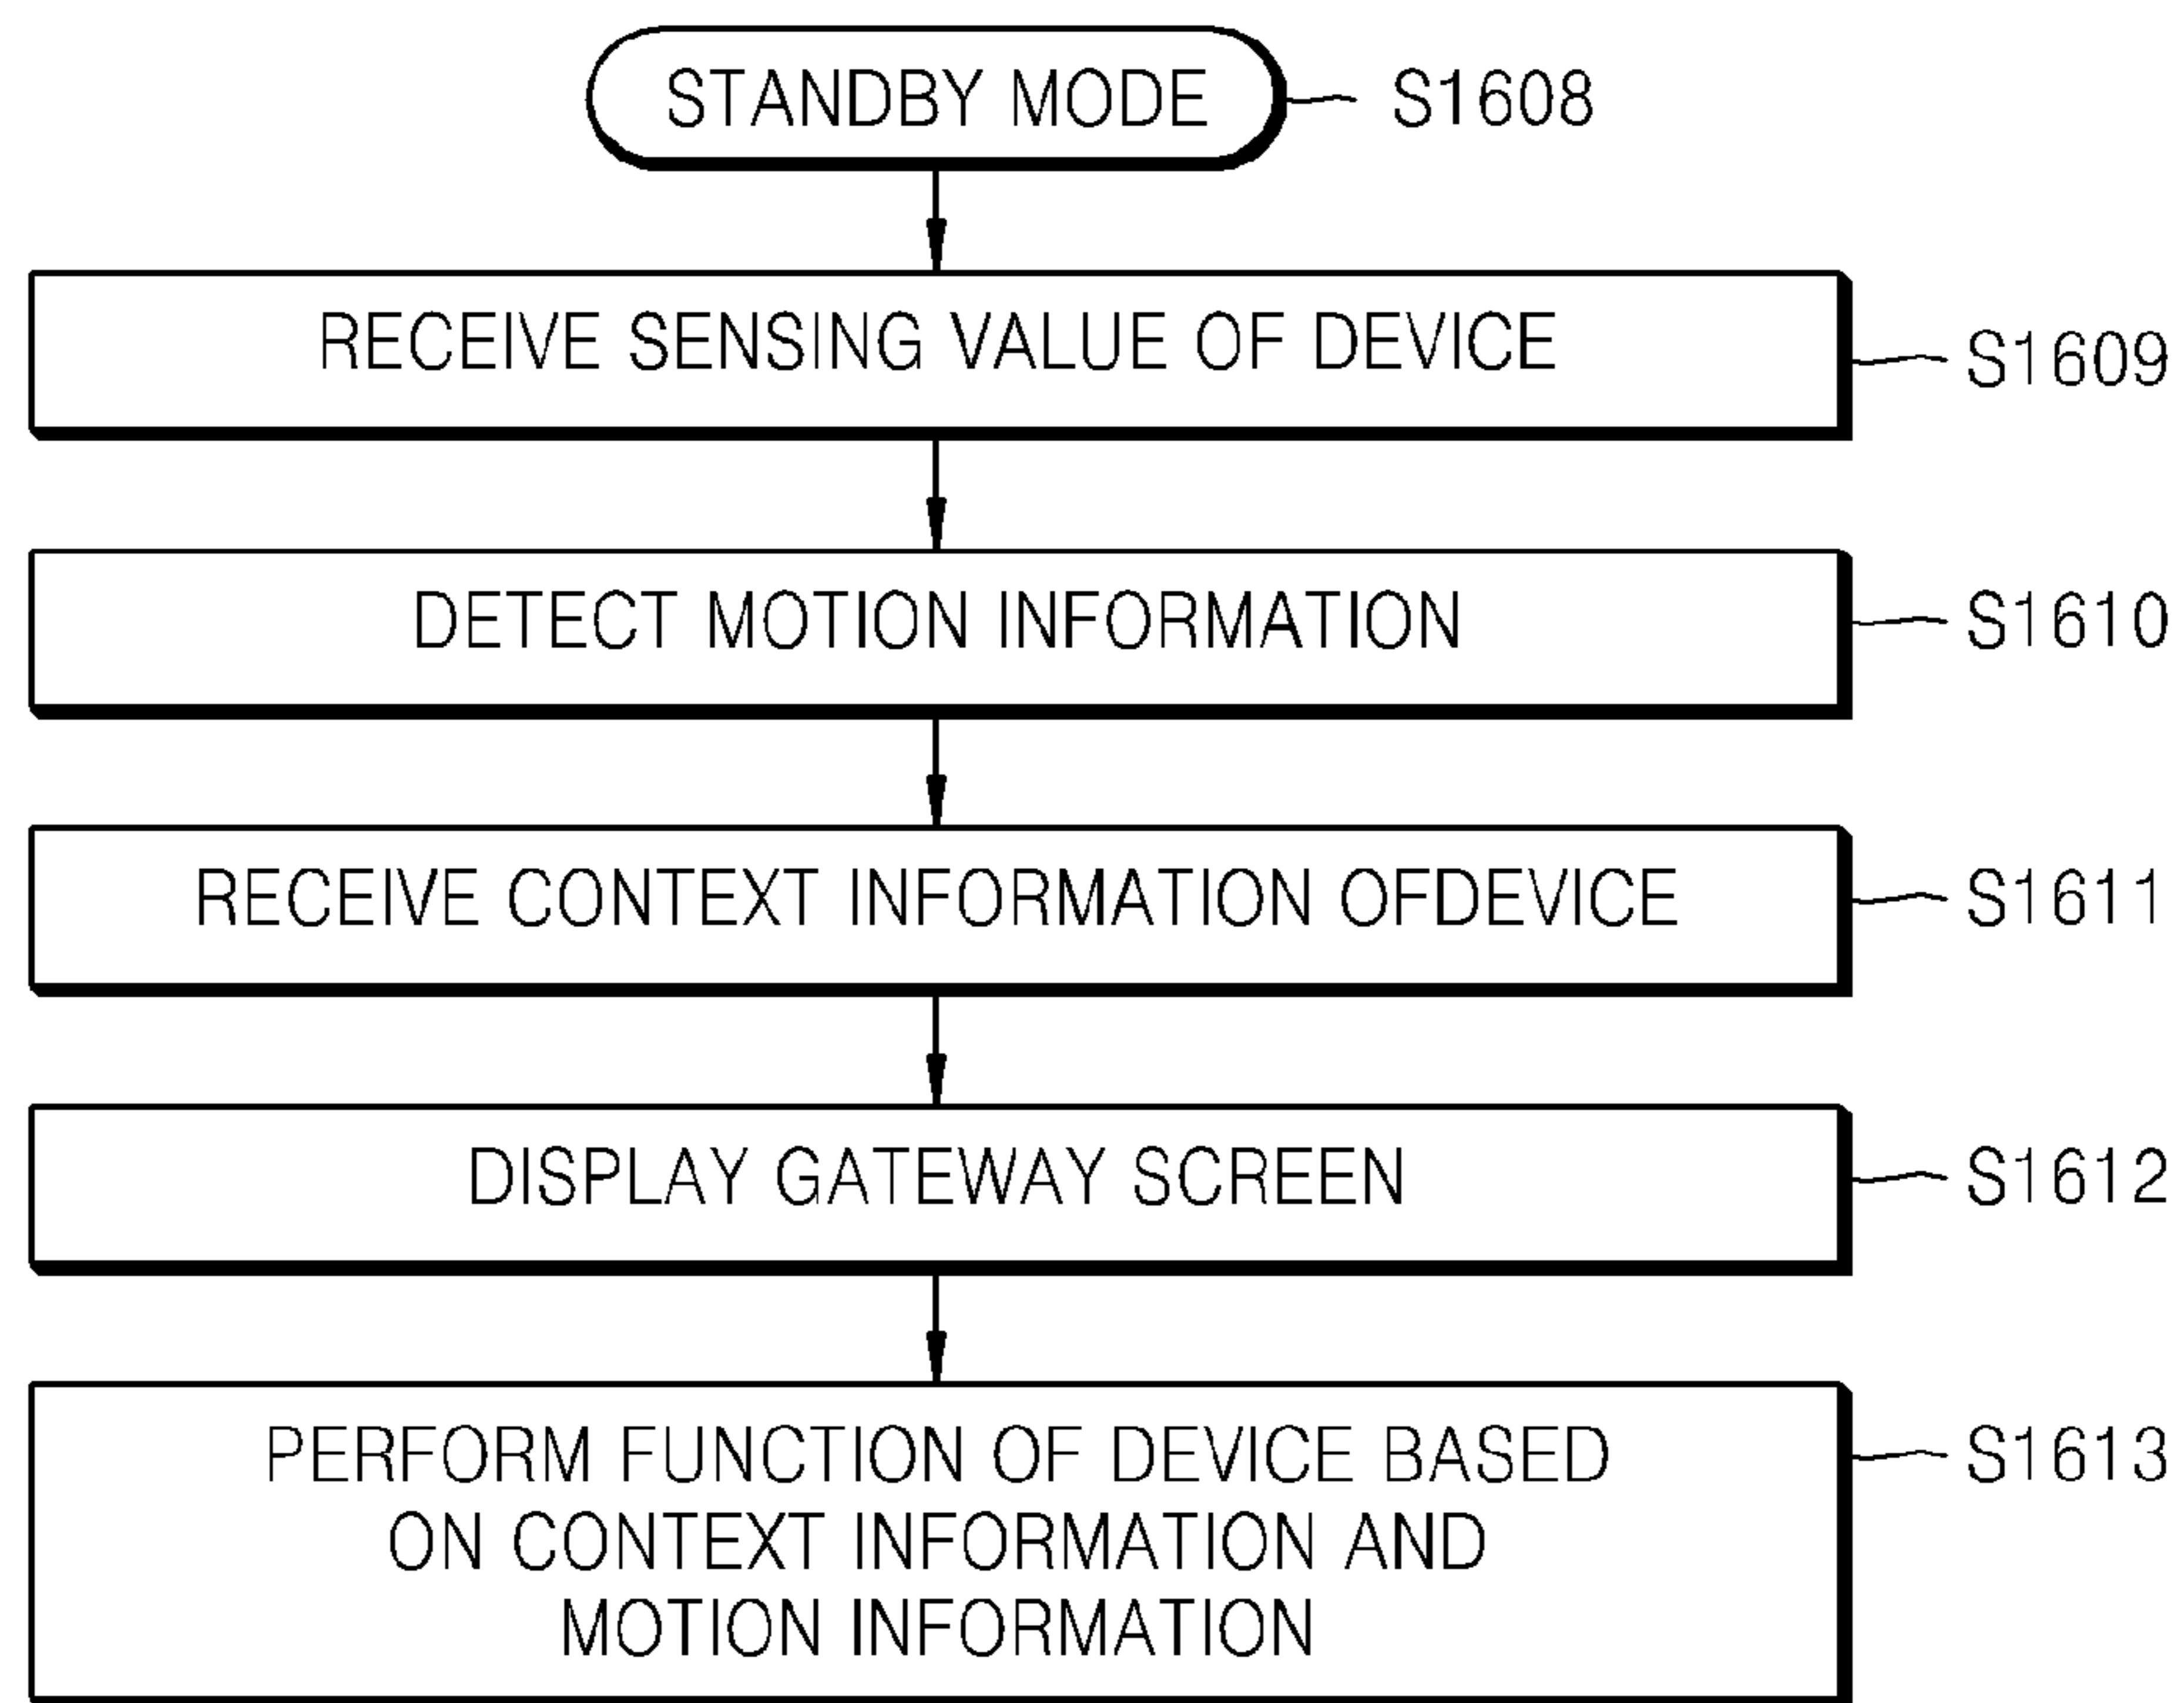 STANDBY MODE S1608
RECEIVE SENSING VALUE OF DEVICE S1609
DETECT MOTION INFORMATION S1610
RECEIVE CONTEXT INFORMATION OFDEVICE S1611
DISPLAY GATEWAY SCREEN S1612
PERFORM FUNCTION OF DEVICE BASED S1613
ON CONTEXT INFORMATION AND
MOTION INFORMATION